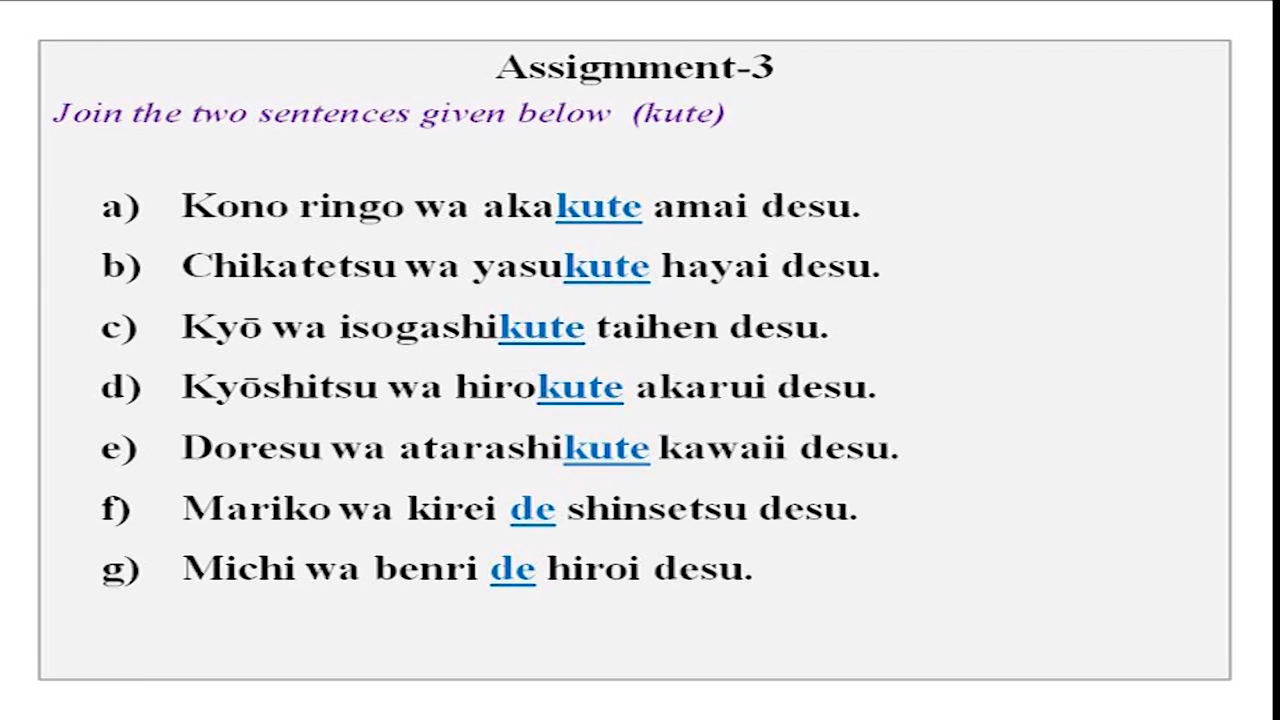 Assigmment-3
Join the two sentences given below (kute)
a) Kono ringo wa akakute amai desu.
b) Chikatetsu wa yasukute hayai desu.
c) Kyō wa isogashikute taihen desu.
d) Kyōshitsu wa hirokute akarui desu.
e) Doresu wa atarashikute kawaii desu.
f) Mariko wa kirei de shinsetsu desu.
g) Michi wa benri de hiroi desu.